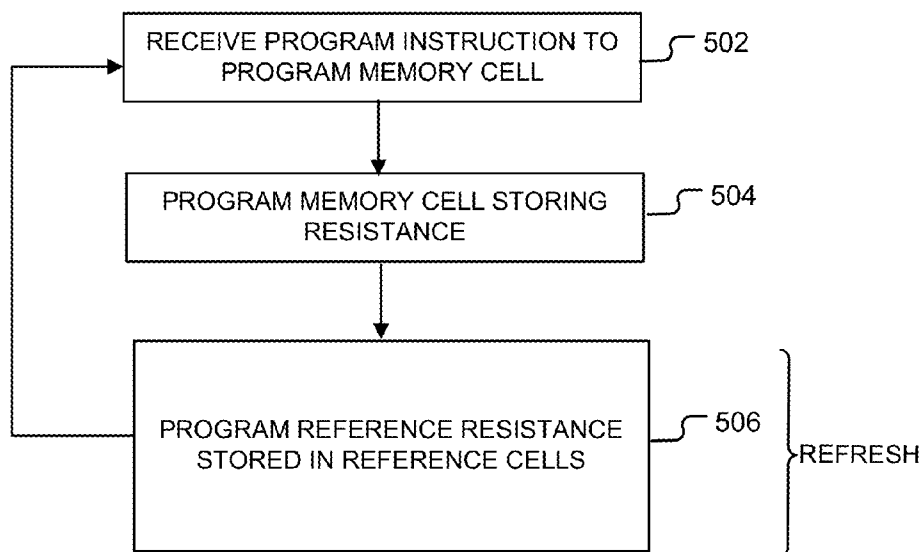 RECEIVE PROGRAM INSTRUCTION TO
PROGRAM MEMORY CELL
502
PROGRAM MEMORY CELL STORING
RESISTANCE
504
PROGRAM REFERENCE RESISTANCE
STORED IN REFERENCE CELLS
506
REFRESH